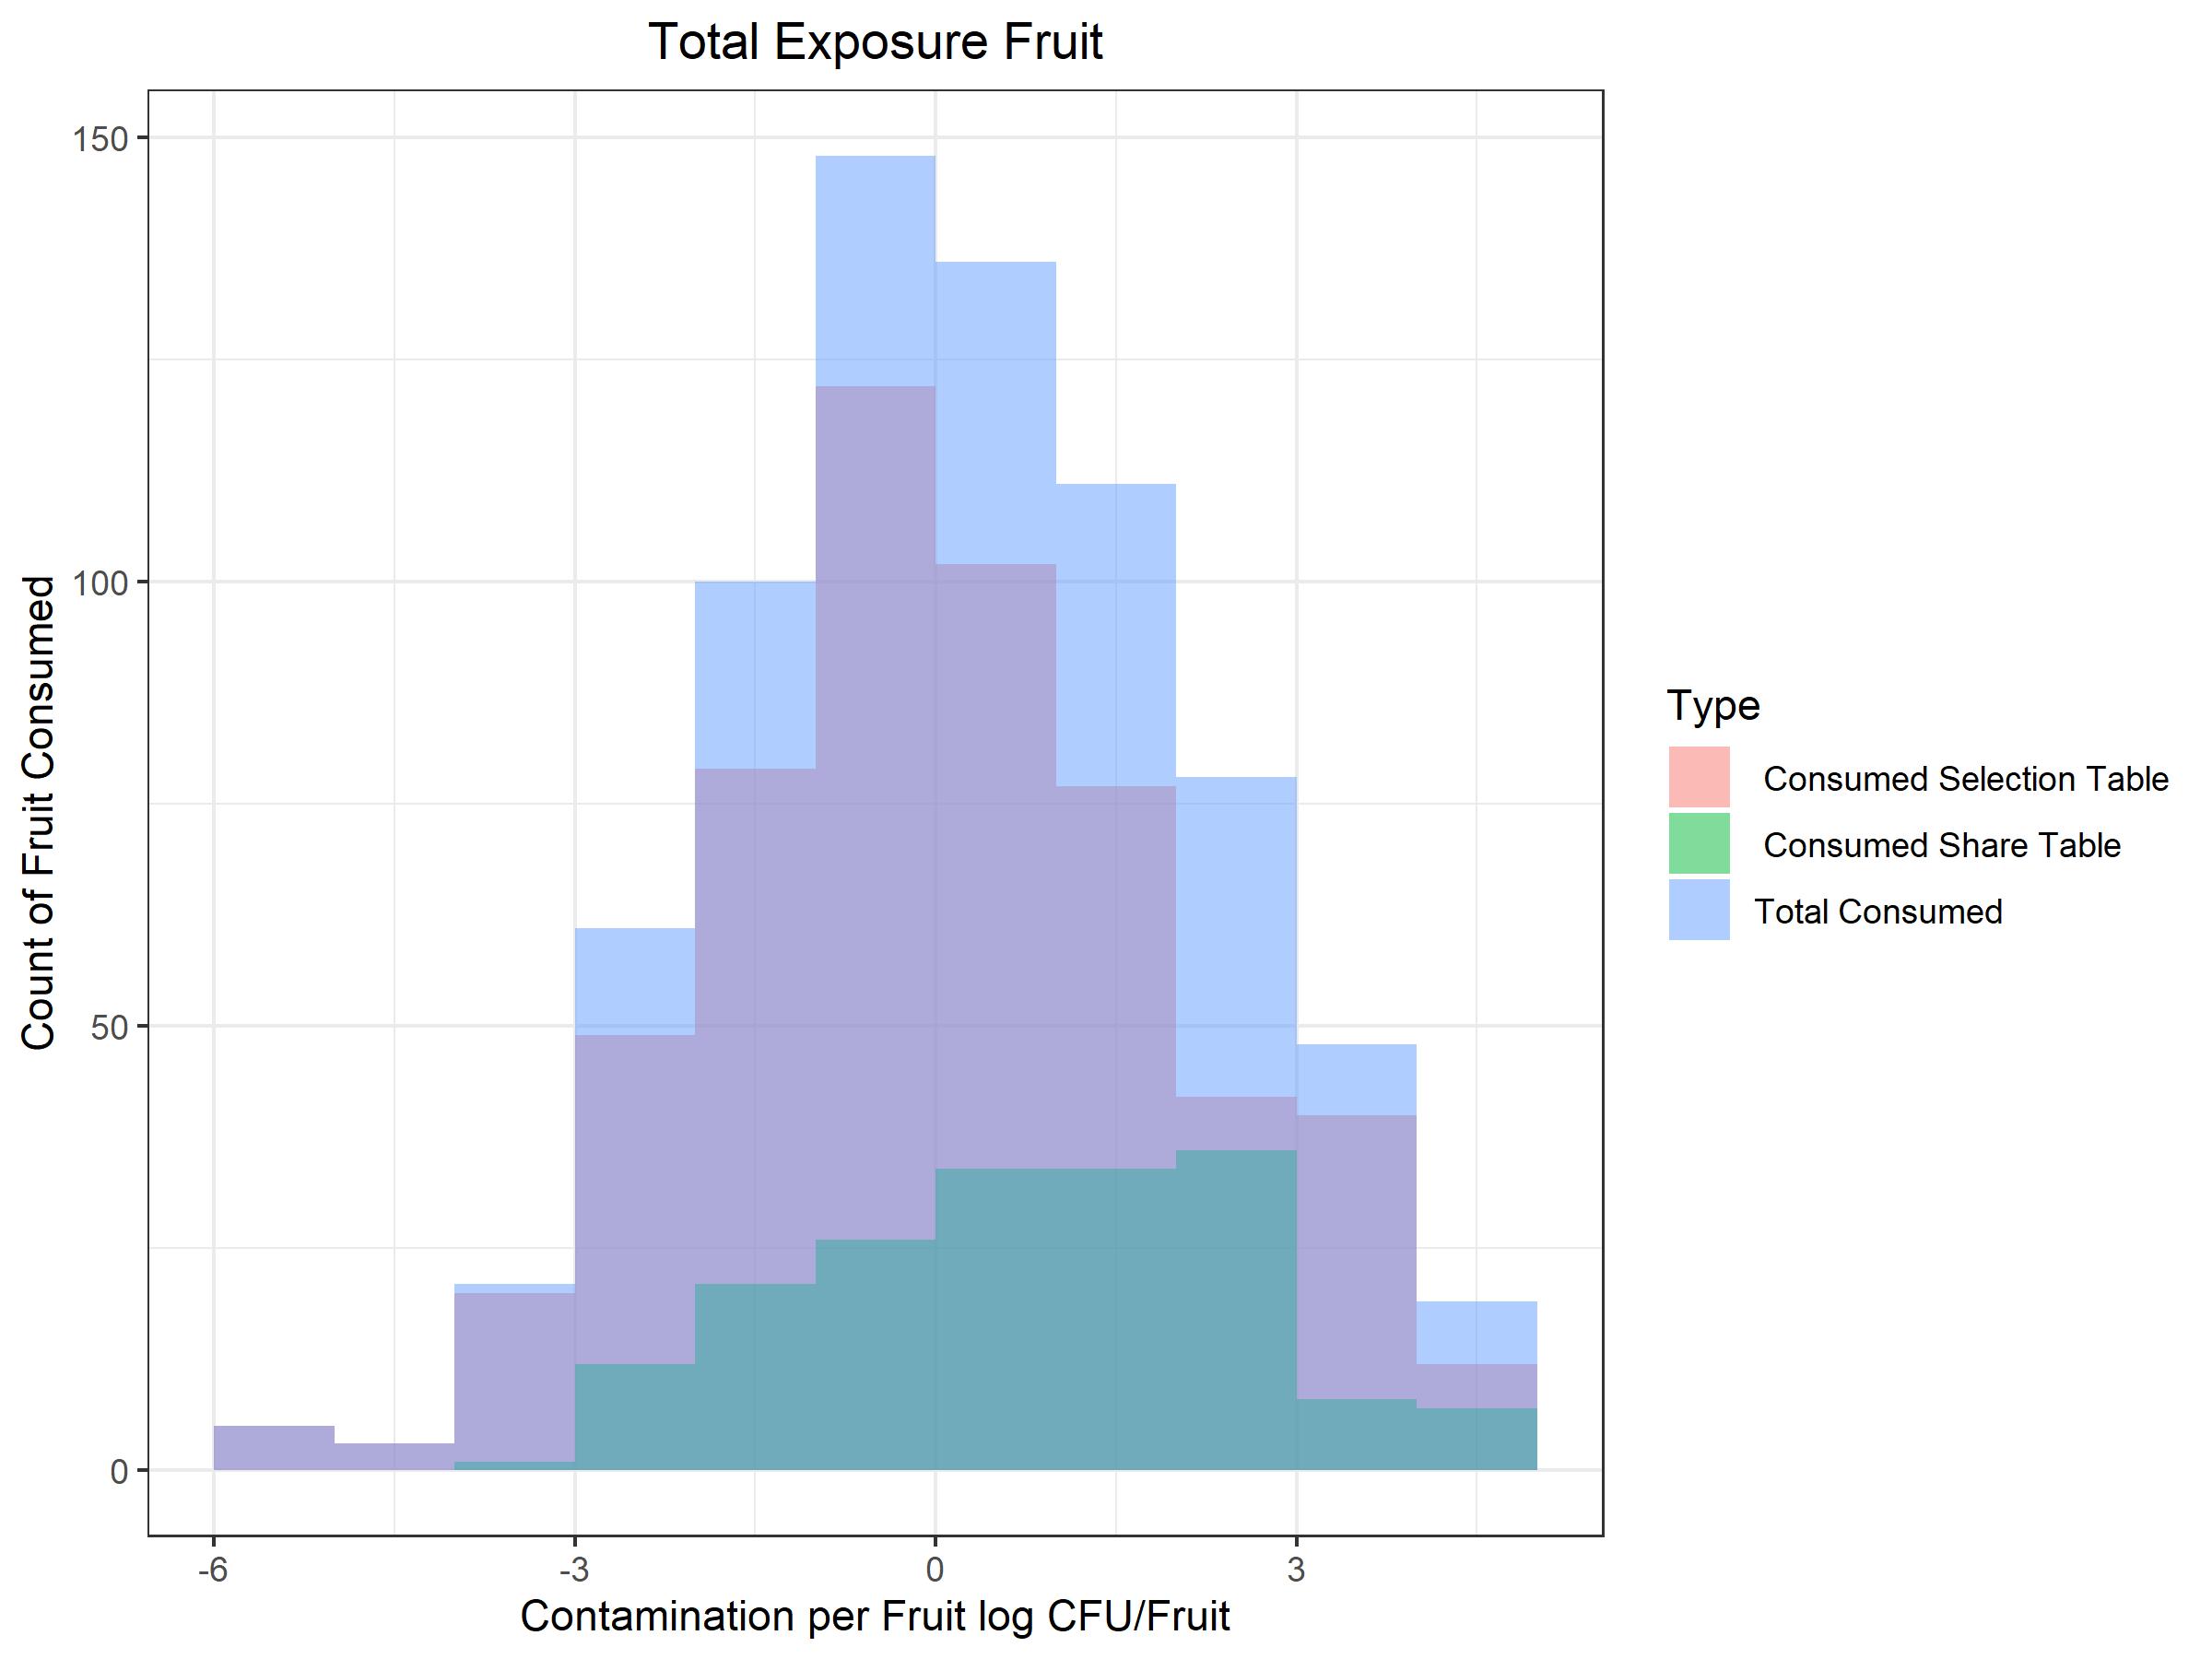 Total Exposure Fruit
150
100
50
0
Count of Fruit Consumed
-6
-3
0
3
Contamination per Fruit log CFU/Fruit
Type
Consumed Selection Table
Consumed Share Table
Total Consumed